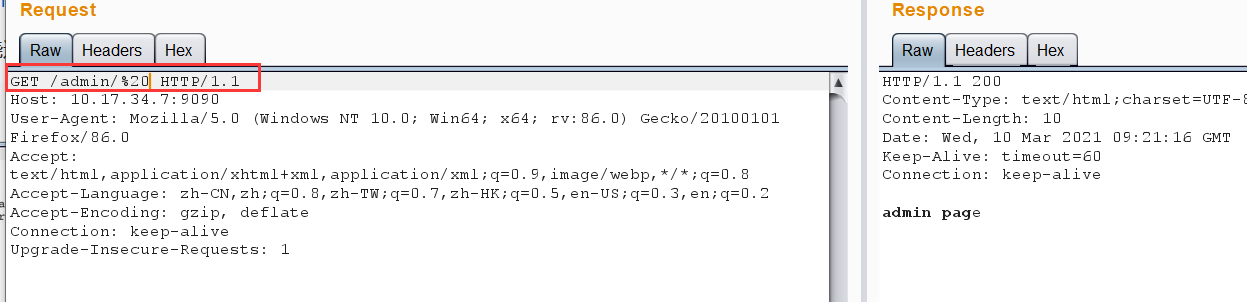 Request
Raw
Headers
Hex
GET /admin/%20 HTTP/1.1
Host: 10.17.34.7:9090
User-Agent: Mozilla/5.0 (Windows NT 10.0; Win64; x64; rv:86.0) Gecko/20100101
Firefox/86.0
Accept:
text/html,application/xhtml+xml,application/xml;q=0.9,image/webp,*/*;q=0.8
Accept-Language: zh-CN,zh;q=0.8,zh-TW;q=0.7,zh-HK;q=0.5,en-US;q=0.3,en;q=0.2
Accept-Encoding: gzip, deflate
Connection: keep-alive
Upgrade-Insecure-Requests: 1
Response
Raw
Headers
Hex
HTTP/1.1 200
Content-Type: text/html;charset=UTF-8
Content-Length: 10
Date: Wed, 10 Mar 2021 09:21:16 GMT
Keep-Alive: timeout=60
Connection: keep-alive
admin page